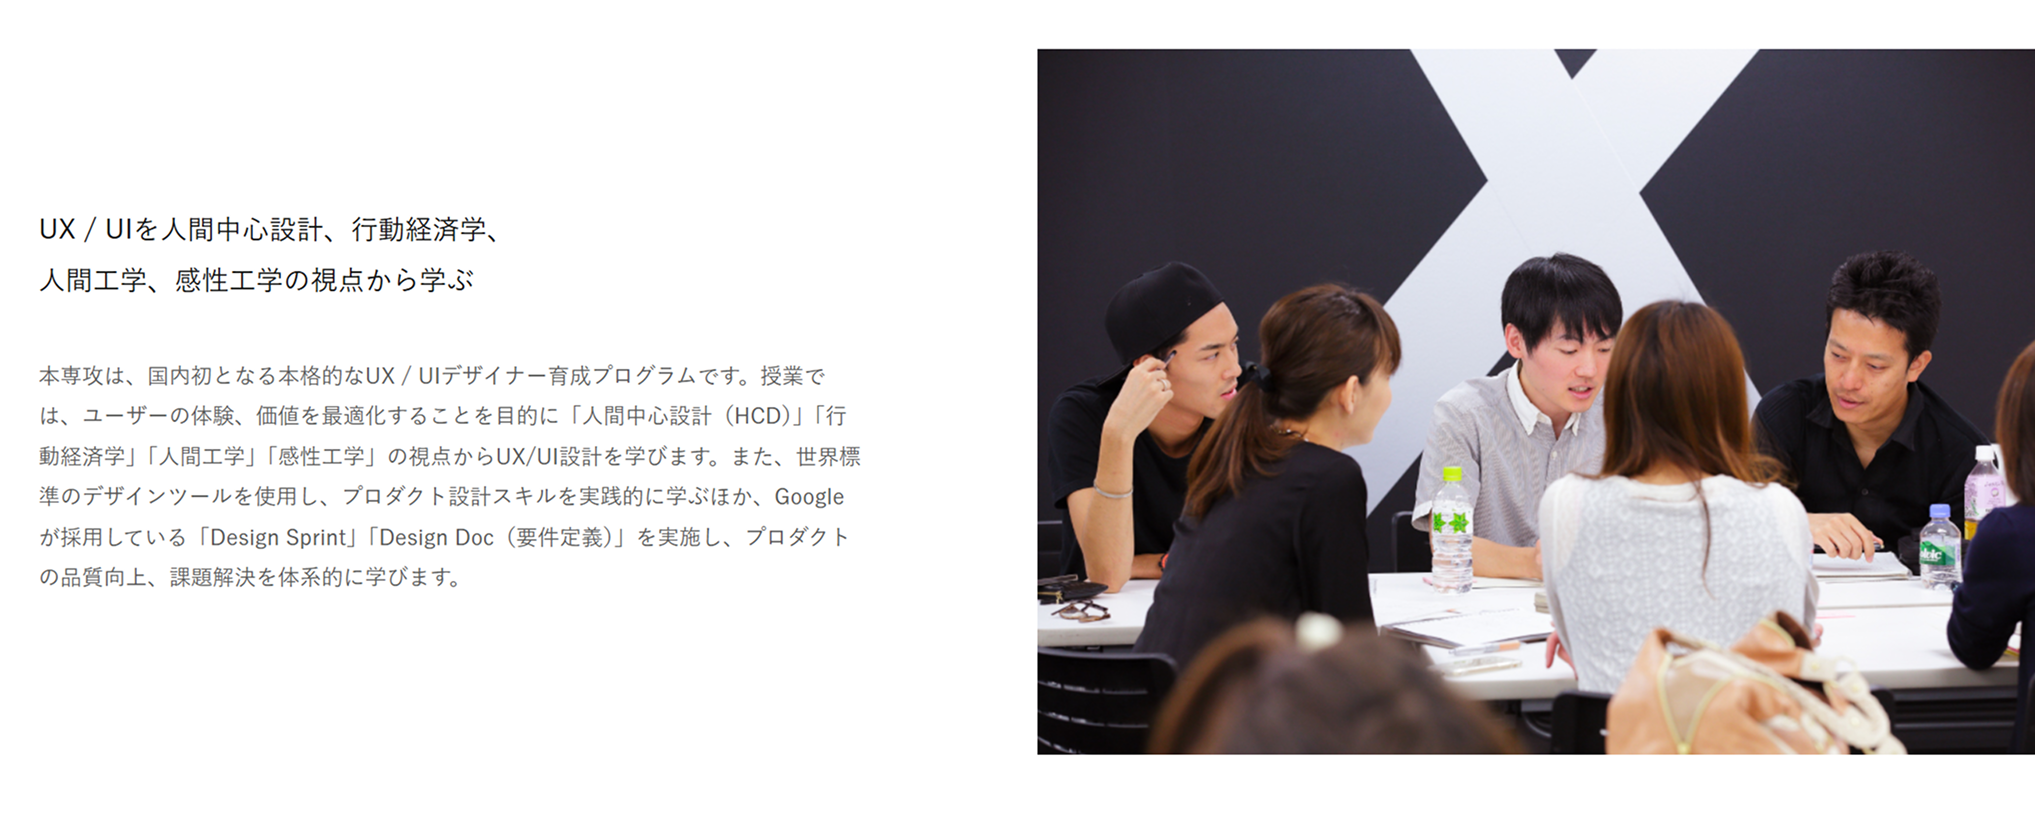 UX / UIを人間中心設計、行動経済学、
人間工学、感性工学の視点から学ぶ
本専攻は、国内初となる本格的なUX / UIデザイナー育成プログラムです。授業で
は、ユーザーの体験、価値を最適化することを目的に「人間中心設計（HCD）」「行
動経済学」「人間工学」「感性工学」の視点からUX/UI設計を学びます。また、世界標
準のデザインツールを使用し、プロダクト設計スキルを実践的に学ぶほか、Google
が採用している「Design Sprint」「Design Doc（要件定義）」を実施し、プロダクト
の品質向上、課題解決を体系的に学びます。